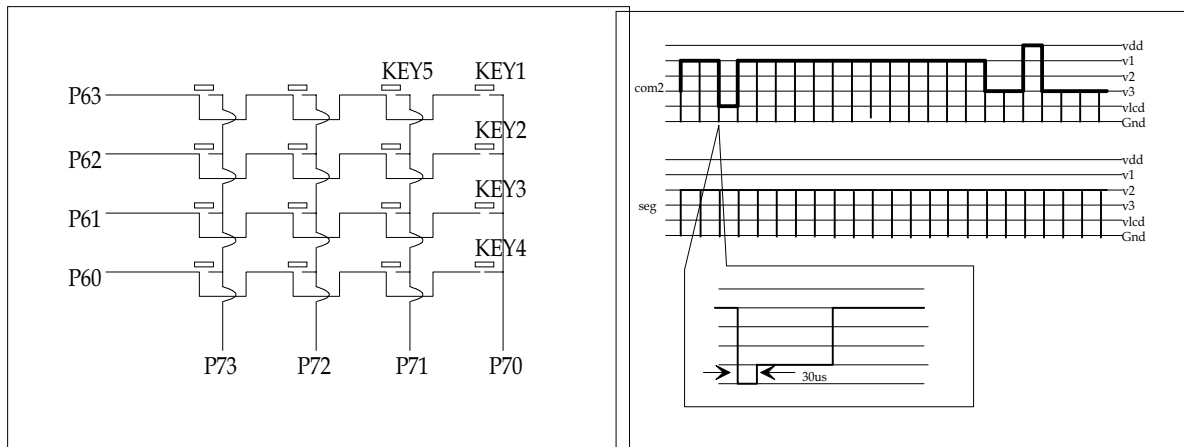 KEY5 KEY1
P63
KEY2
P62
KEY3
P61
KEY4
P60
P73 P72 P71 P70
vdd
v1
v2
com2
v3
vlcd
Gnd
vdd
v1
v2
seg
v3
vlcd
Gnd
30us